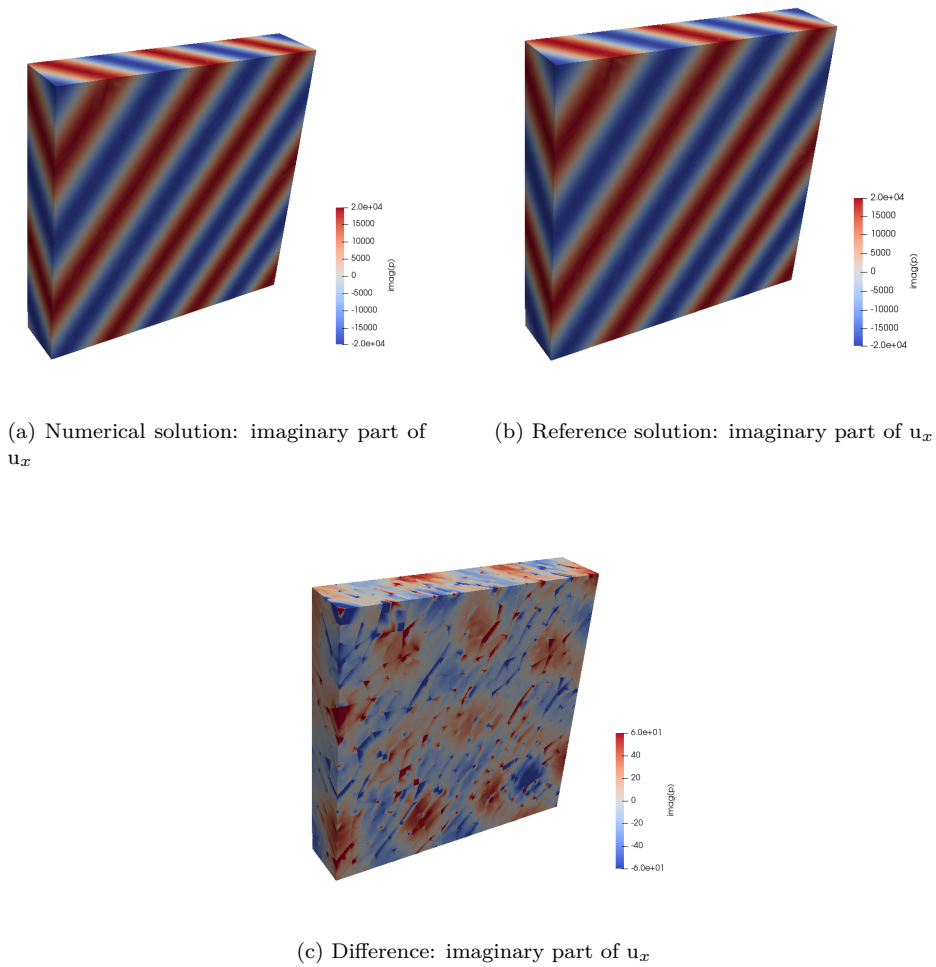 2.0e+04
15000
10000
5000
0
-5000
-10000
-15000
-2.0e+04
imag(p)
2.0e+04
15000
10000
5000
0
-5000
-10000
-15000
-2.0e+04
imag(p)
(a) Numerical solution: imaginary part of
uₓ
(b) Reference solution: imaginary part of uₓ
6.0e+01
40
20
0
-20
-40
-6.0e+01
imag(p)
(c) Difference: imaginary part of uₓ